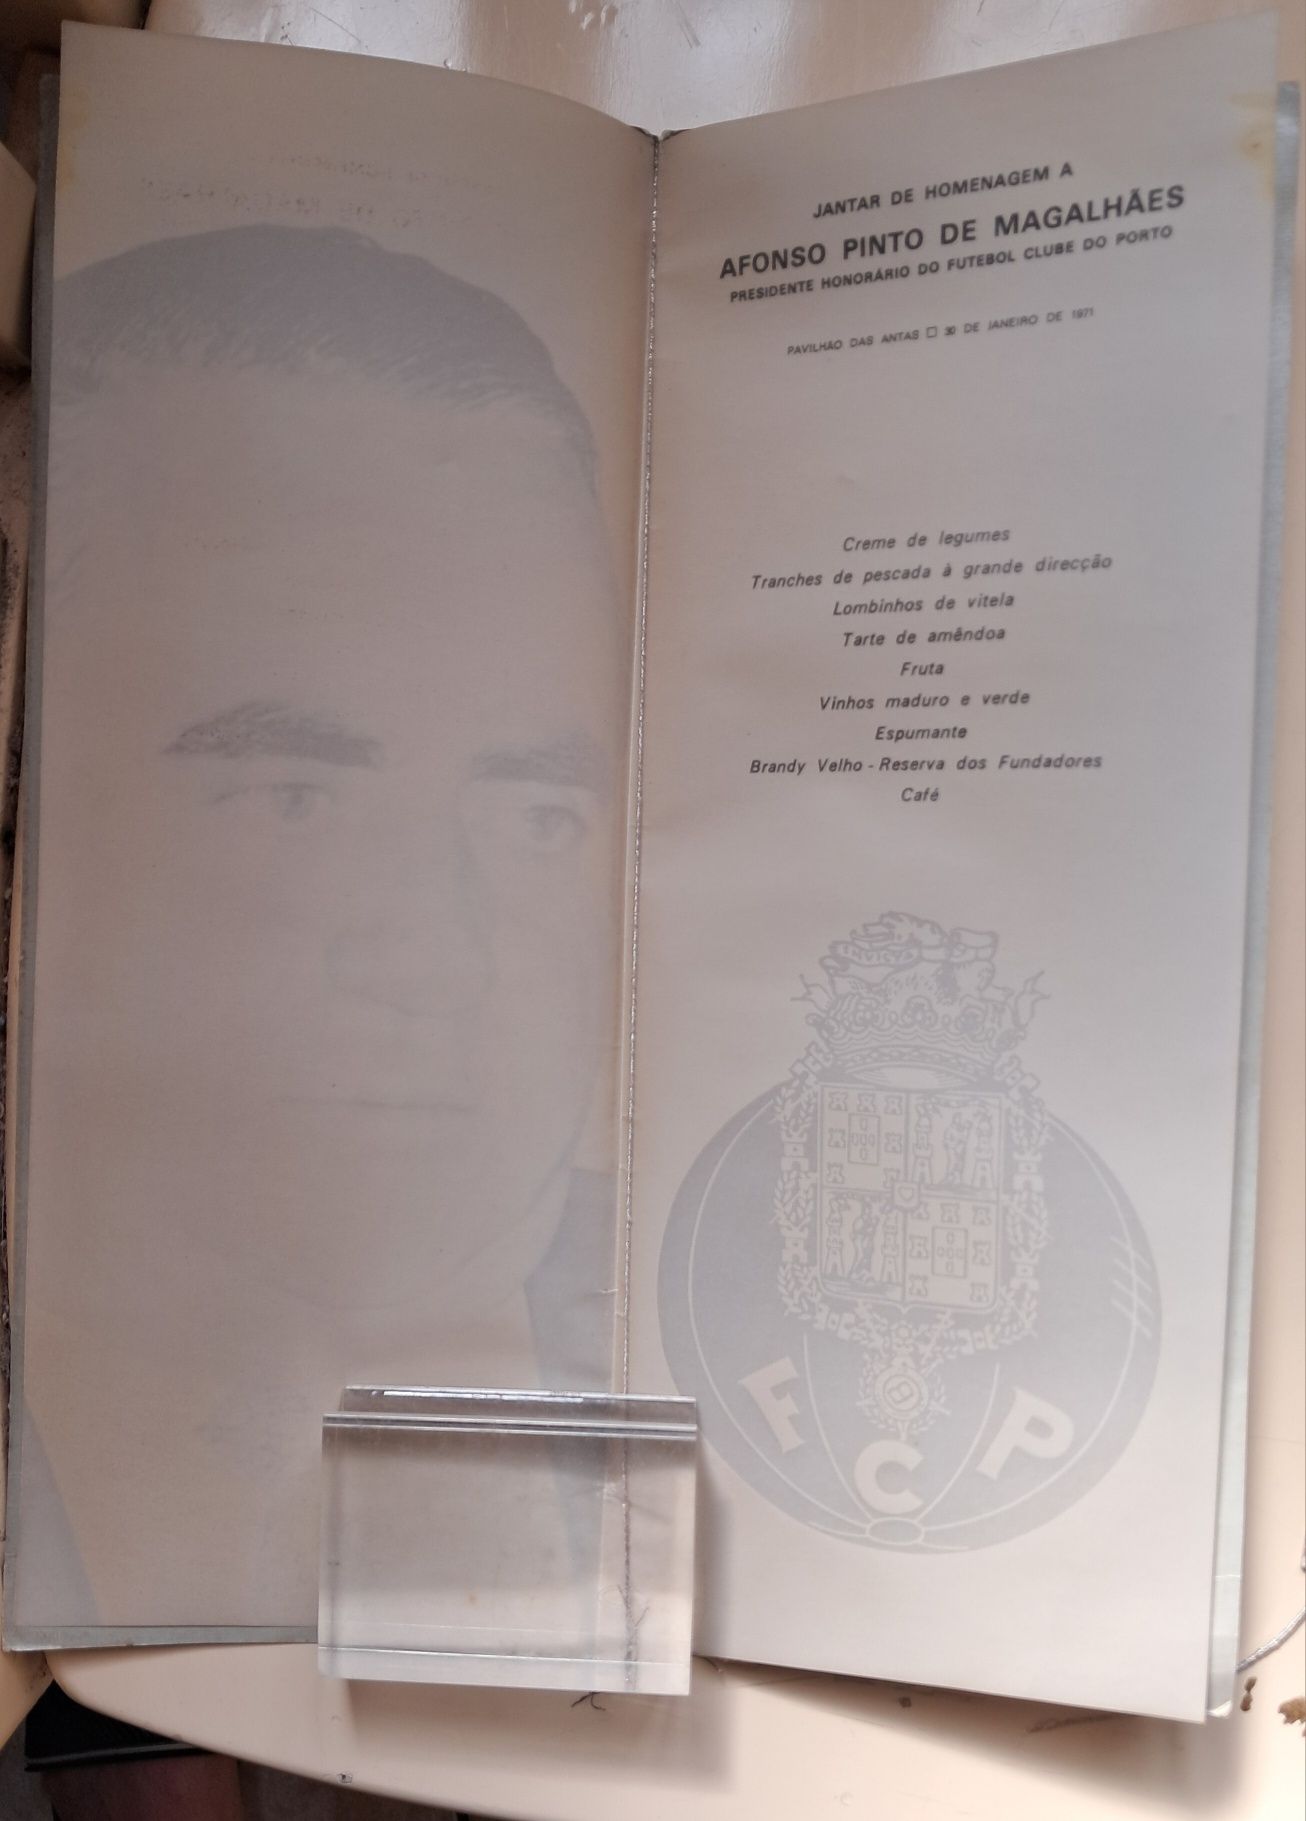 JANTAR DE HOMENAGEM A
AFONSO PINTO DE MAGALHÃES
PRESIDENTE HONORÁRIO DO FUTEBOL CLUBE DO PORTO
PAVILHÃO DAS ANTAS □ 30 DE JANEIRO DE 1971
Creme de legumes
Tranches de pescada à grande direcção
Lombinhos de vitela
Tarte de amêndoa
Fruta
Vinhos maduro e verde
Espumante
Brandy Velho - Reserva dos Fundadores
Café
INVICTA
F C P